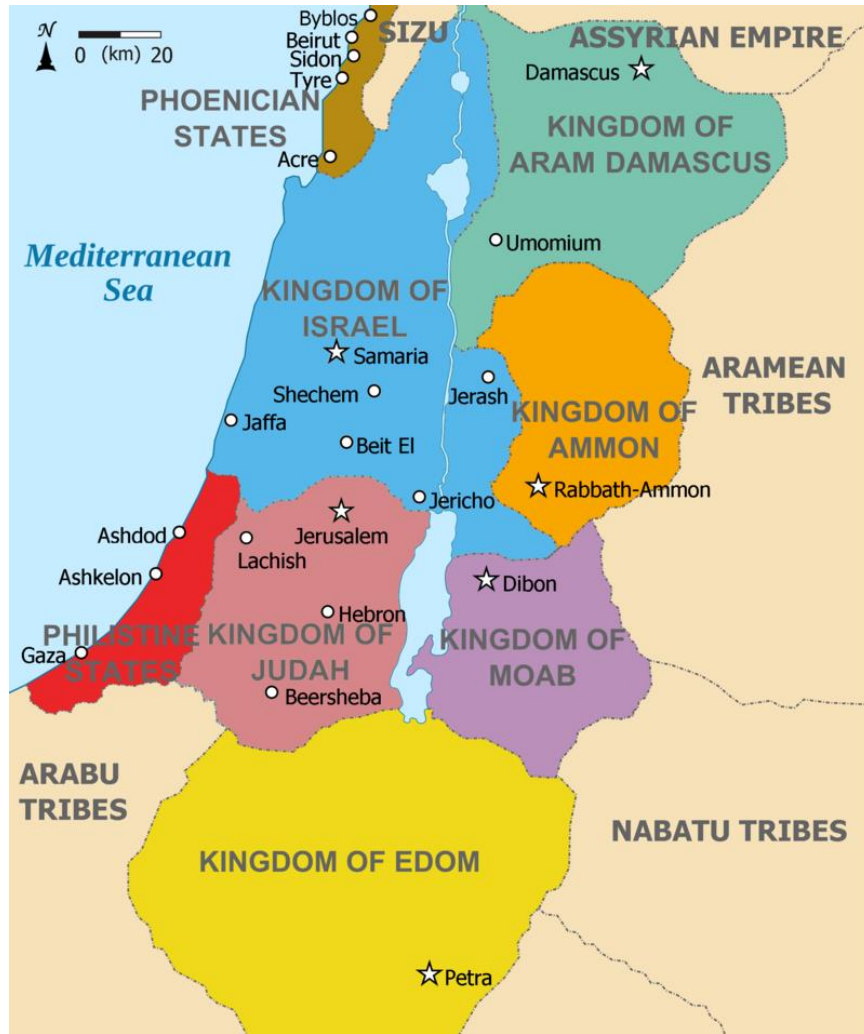 N
0 (km) 20
Byblos
Beirut
Sidon
Tyre
SIZU
ASSYRIAN EMPIRE
Damascus
PHOENICIAN
STATES
KINGDOM OF
ARAM DAMASCUS
Acre
Umomium
Mediterranean
Sea
KINGDOM OF
ISRAEL
Samaria
ARAMEAN
TRIBES
Shechem
Jerash
KINGDOM OF
AMMON
Jaffa
Beit El
Jericho
Rabbath-Ammon
Ashdod
Lachish
Jerusalem
Ashkelon
Dibon
Hebron
PHILISTINE
STATES
Gaza
KINGDOM OF
JUDAH
KINGDOM OF
MOAB
Beersheba
ARABU
TRIBES
NABATU TRIBES
KINGDOM OF EDOM
Petra